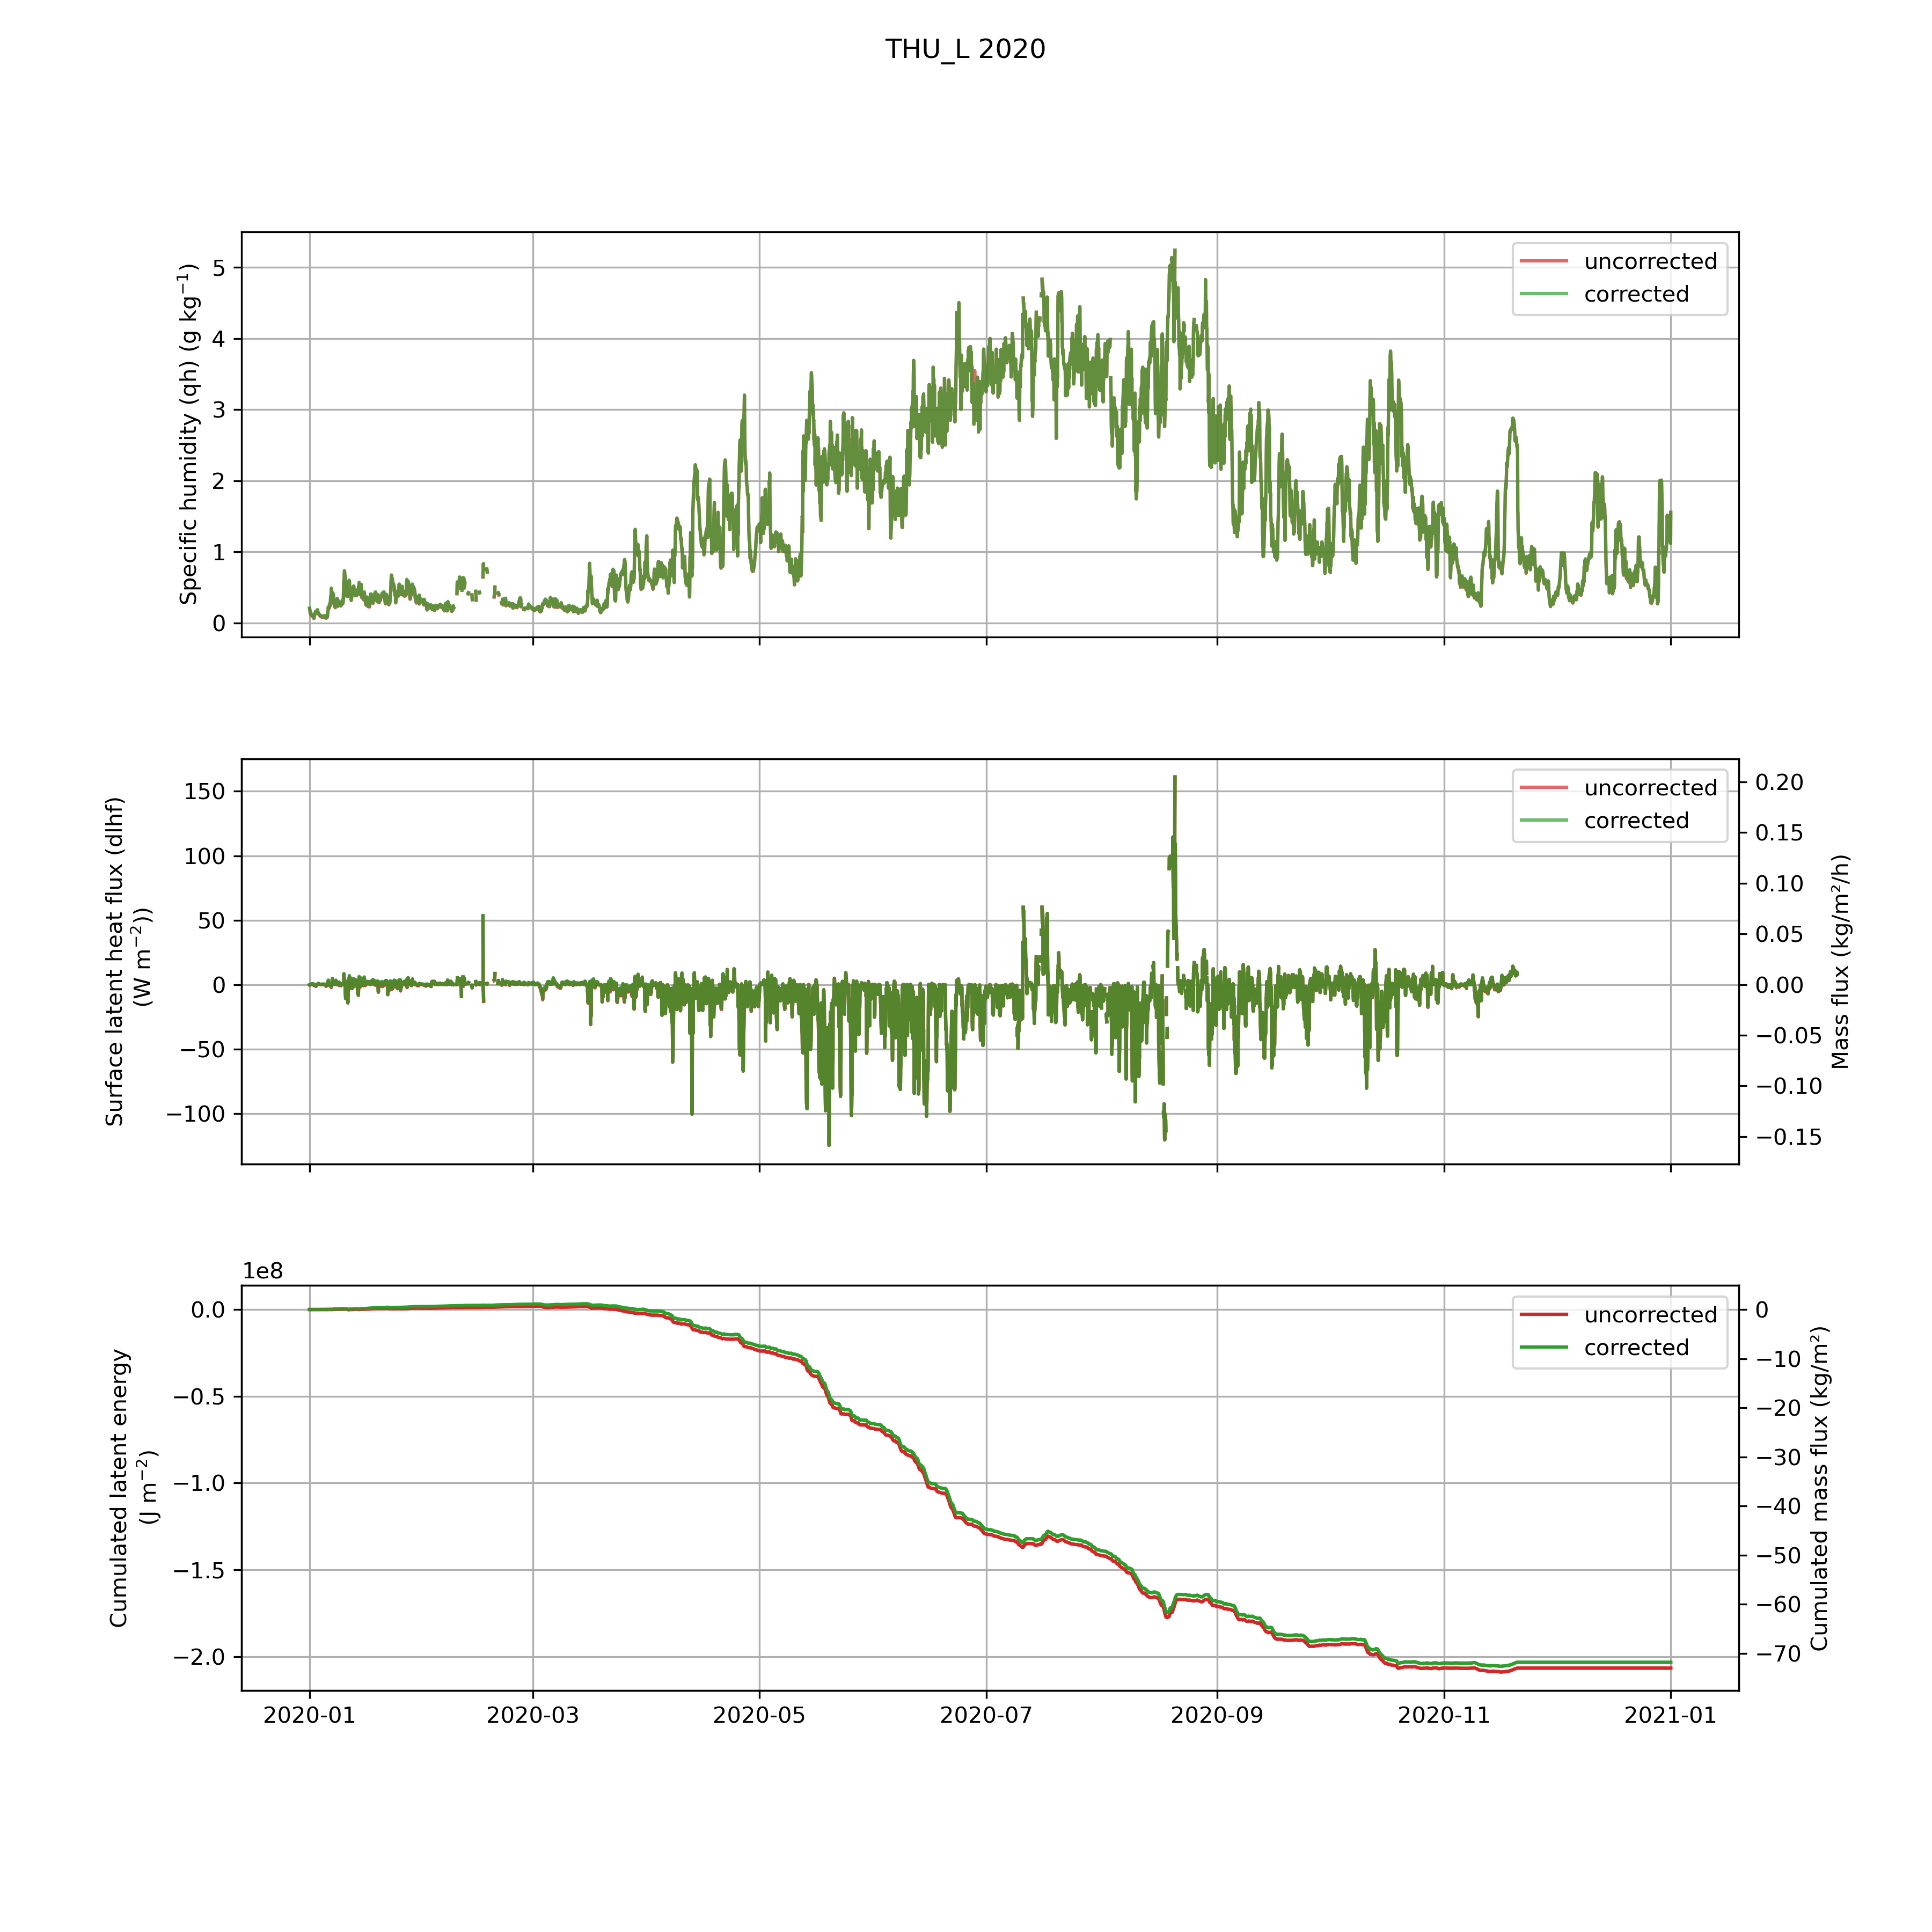 THU_L 2020
Specific humidity (qh) (g kg⁻¹)
5
4
3
2
1
0
uncorrected
corrected
Surface latent heat flux (dlhf)
(W m⁻²))
150
100
50
0
−50
−100
uncorrected
corrected
0.20
0.15
0.10
0.05
0.00
−0.05
−0.10
−0.15
Mass flux (kg/m²/h)
1e8
Cumulated latent energy
(J m⁻²)
0.0
−0.5
−1.0
−1.5
−2.0
uncorrected
corrected
0
−10
−20
−30
−40
−50
−60
−70
Cumulated mass flux (kg/m²)
2020-01 2020-03 2020-05 2020-07 2020-09 2020-11 2021-01